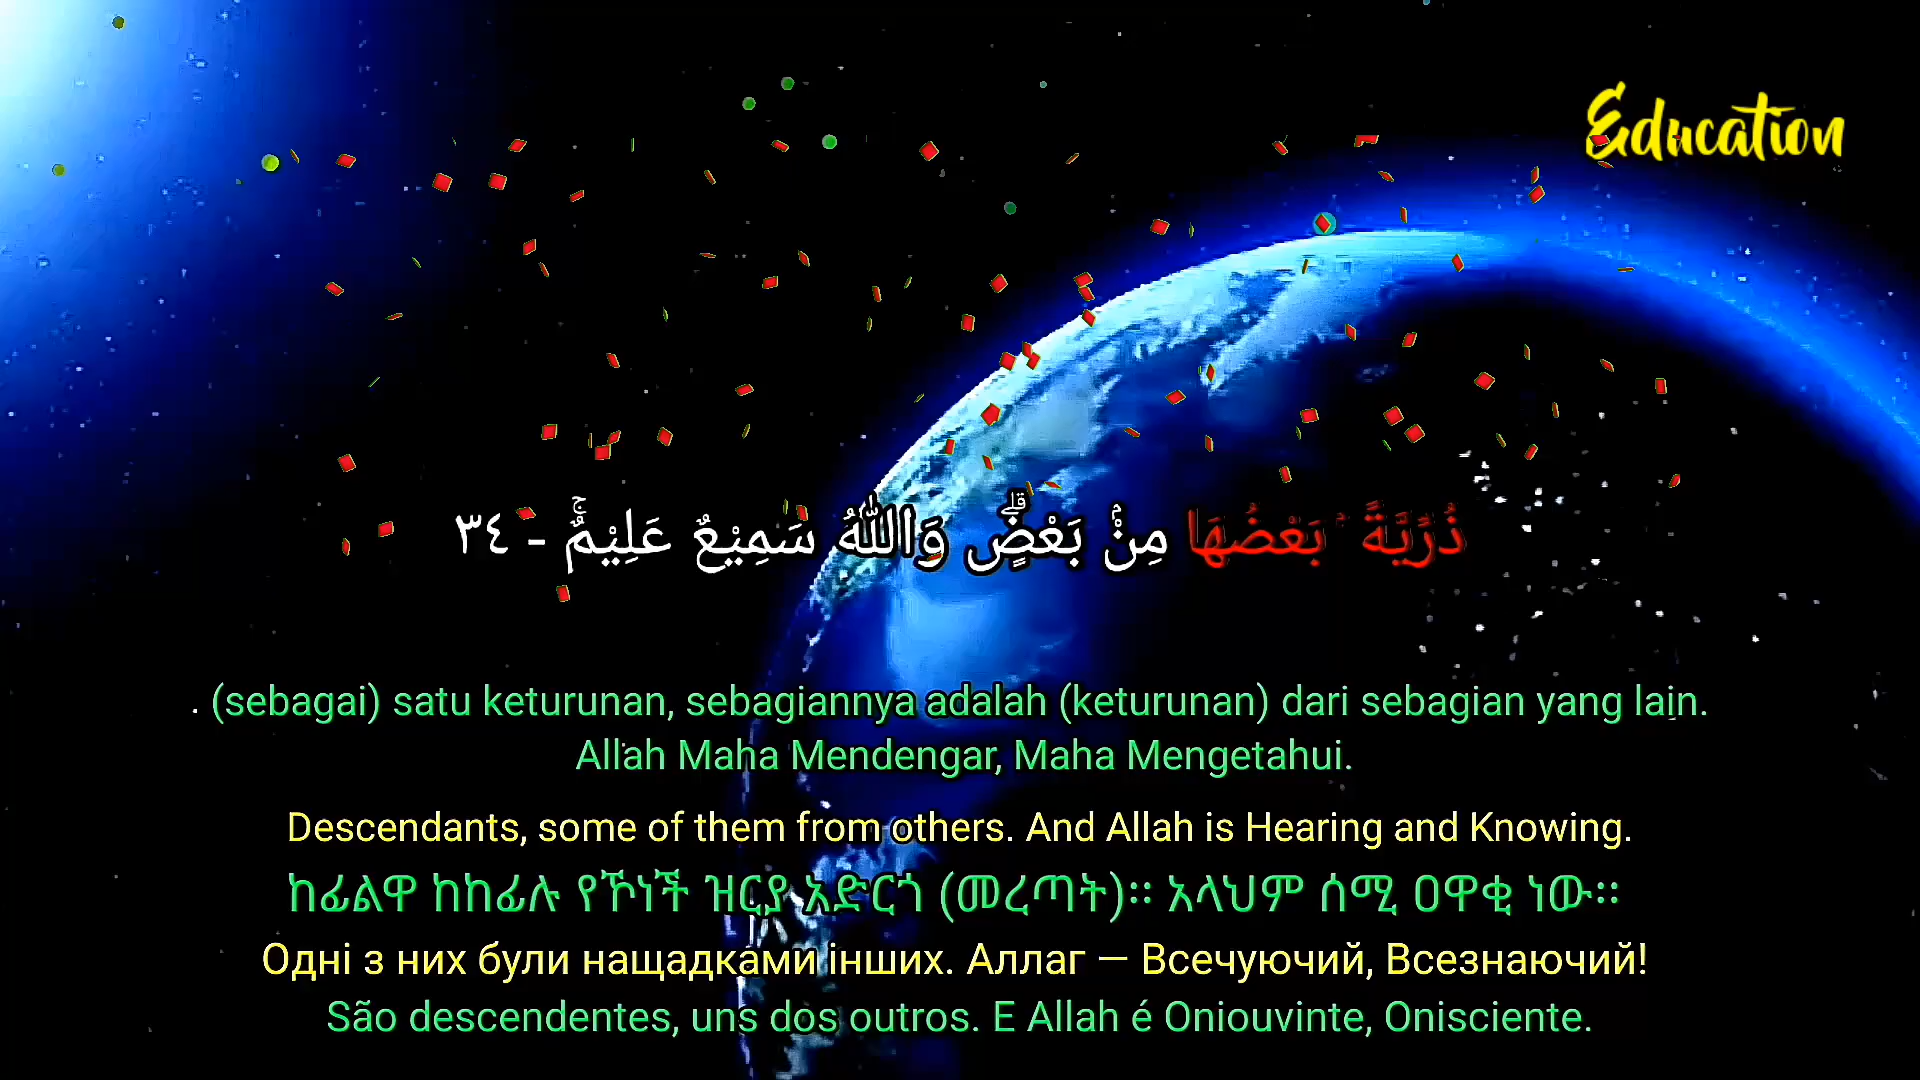 Education
ذُرِّيَّةً ۢ بَعْضُهَا مِنْۢ بَعْضٍۗ وَاللّٰهُ سَمِيْعٌ عَلِيْمٌۚ - ٣٤
. (sebagai) satu keturunan, sebagiannya adalah (keturunan) dari sebagian yang lain.
Allah Maha Mendengar, Maha Mengetahui.
Descendants, some of them from others. And Allah is Hearing and Knowing.
ከፊልዋ ከከፊሉ የኾነች ዝርያ አድርጎ (መረጣት)፡፡ አላህም ሰሚ ዐዋቂ ነው፡፡
Одні з них були нащадками інших. Аллаг — Всечуючий, Всезнаючий!
São descendentes, uns dos outros. E Allah é Oniouvinte, Onisciente.